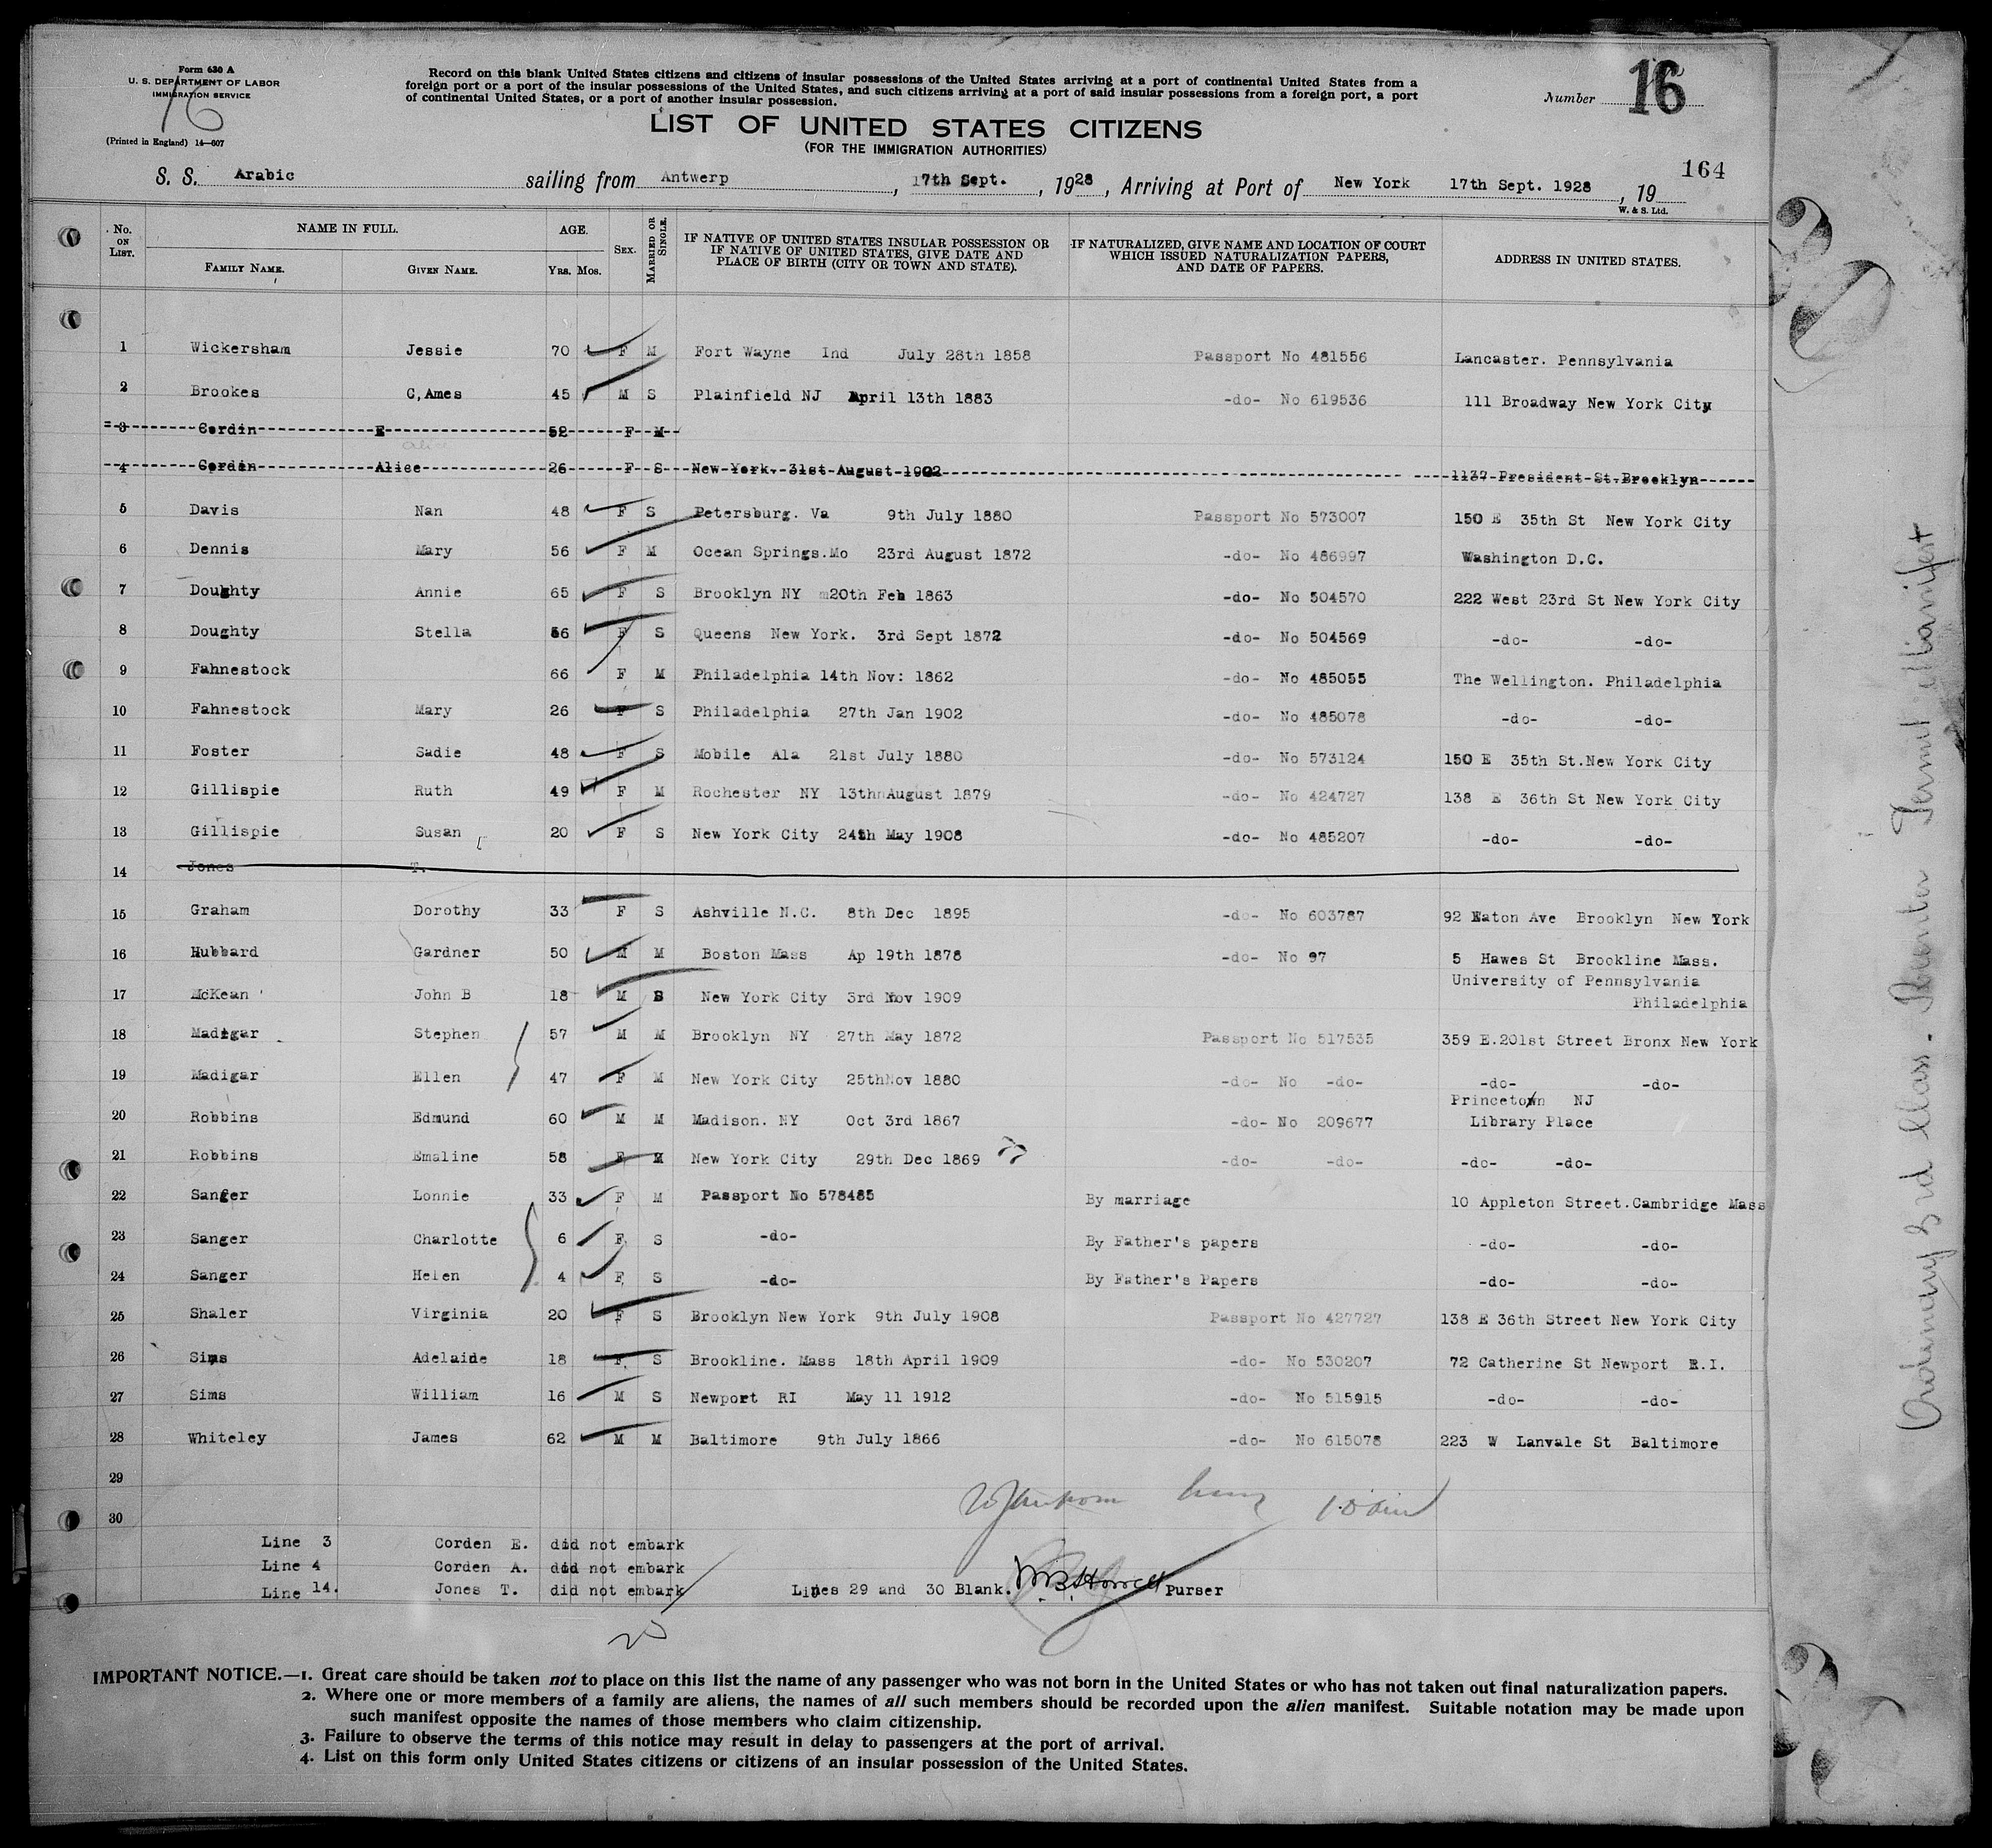 Form 630 A
U. S. DEPARTMENT OF LABOR
IMMIGRATION SERVICE
16
(Printed in England) 14—607
Record on this blank United States citizens and citizens of insular possessions of the United States arriving at a port of continental United States from a
foreign port or a port of the insular possessions of the United States, and such citizens arriving at a port of said insular possessions from a foreign port, a port
of continental United States, or a port of another insular possession.
Number 16
LIST OF UNITED STATES CITIZENS
(FOR THE IMMIGRATION AUTHORITIES)
164
S. S. Arabic sailing from Antwerp, 17th Sept., 1928, Arriving at Port of New York 17th Sept. 1928, 19
W. & S. Ltd.
No. ON LIST. NAME IN FULL. AGE. SEX. MARRIED OR SINGLE. IF NATIVE OF UNITED STATES INSULAR POSSESSION OR IF NATIVE OF UNITED STATES, GIVE DATE AND PLACE OF BIRTH (CITY OR TOWN AND STATE). IF NATURALIZED, GIVE NAME AND LOCATION OF COURT WHICH ISSUED NATURALIZATION PAPERS, AND DATE OF PAPERS. ADDRESS IN UNITED STATES.
FAMILY NAME. GIVEN NAME. YRS. MOS.
1 Wickersham Jessie 70 F M Fort Wayne Ind July 28th 1858 Passport No 481556 Lancaster. Pennsylvania
2 Brookes C,Ames 45 M S Plainfield NJ April 13th 1883 -do- No 619536 111 Broadway New York City
3 Cordin E 52 F M
4 Cordin Alice 26 F S New York. 31st August 1902 1137 President St.Brooklyn
5 Davis Nan 48 F S Petersburg. Va 9th July 1880 Passport No 573007 150 E 35th St New York City
6 Dennis Mary 56 F M Ocean Springs.Mo 23rd August 1872 -do- No 486997 Washington D.C.
7 Doughty Annie 65 F S Brooklyn NY 20th Feb 1863 -do- No 504570 222 West 23rd St New York City
8 Doughty Stella 56 F S Queens New York. 3rd Sept 1872 -do- No 504569 -do- -do-
9 Fahnestock 66 F M Philadelphia 14th Nov: 1862 -do- No 485055 The Wellington. Philadelphia
10 Fahnestock Mary 26 F S Philadelphia 27th Jan 1902 -do- No 485078 -do- -do-
11 Foster Sadie 48 F S Mobile Ala 21st July 1880 -do- No 573124 150 E 35th St.New York City
12 Gillispie Ruth 49 F M Rochester NY 13th August 1879 -do- No 424727 138 E 36th St New York City
13 Gillispie Susan 20 F S New York City 24th May 1908 -do- No 485207 -do- -do-
14 Jones T.
15 Graham Dorothy 33 F S Ashville N.C. 8th Dec 1895 -do- No 603787 92 Eaton Ave Brooklyn New York
16 Hubbard Gardner 50 M M Boston Mass Ap 19th 1878 -do- No 97 5 Hawes St Brookline Mass.
17 McKean John B 18 M S New York City 3rd Nov 1909 University of Pennsylvania
Philadelphia
18 Madigar Stephen 57 M M Brooklyn NY 27th May 1872 Passport No 517535 359 E.201st Street Bronx New York
19 Madigar Ellen 47 F M New York City 25thNov 1880 -do- No -do- -do- -do-
Princetown NJ
20 Robbins Edmund 60 M M Madison. NY Oct 3rd 1867 -do- No 209677 Library Place
21 Robbins Emaline 58 F M New York City 29th Dec 1869 -do- -do- -do- -do-
22 Sanger Lonnie 33 F M Passport No 578485 By marriage 10 Appleton Street.Cambridge Mass
23 Sanger Charlotte 6 F. S -do- By Father's papers -do- -do-
24 Sanger Helen 4 F. S -do- By Father's Papers -do- -do-
25 Shaler Virginia 20 F S Brooklyn New York 9th July 1908 Passport No 427727 138 E 36th Street New York City
26 Sims Adelaide 18 F. S Brookline. Mass 18th April 1909 -do- No 530207 72 Catherine St Newport R.I.
27 Sims William 16 M S Newport RI May 11 1912 -do- No 515915 -do- -do-
28 Whiteley James 62 M M Baltimore 9th July 1866 -do- No 615078 223 W Lanvale St Baltimore
29
30
Line 3 Corden E. did not embark
Line 4 Corden A. did not embark
Line 14. Jones T. did not embark Lines 29 and 30 Blank. Purser
25
IMPORTANT NOTICE.—1. Great care should be taken not to place on this list the name of any passenger who was not born in the United States or who has not taken out final naturalization papers.
2. Where one or more members of a family are aliens, the names of all such members should be recorded upon the alien manifest. Suitable notation may be made upon
such manifest opposite the names of those members who claim citizenship.
3. Failure to observe the terms of this notice may result in delay to passengers at the port of arrival.
4. List on this form only United States citizens or citizens of an insular possession of the United States.
Ordinary 3rd Class. Manifest